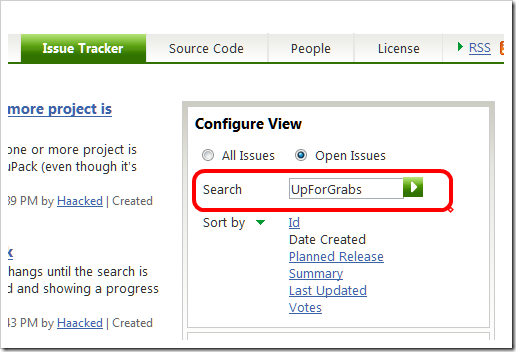 Issue Tracker Source Code People License RSS
more project is
one or more project is
uPack (even though it's
39 PM by Haacked | Created
k
hangs until the search is
d and showing a progress
43 PM by Haacked | Created
Configure View
All Issues Open Issues
Search UpForGrabs
Sort by Id
Date Created
Planned Release
Summary
Last Updated
Votes